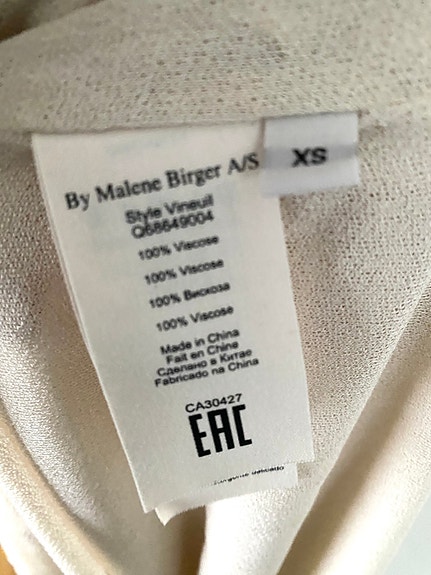 By Malene Birger A/S
XS
Style Vineuil
Q68649004
100% Viscose
100% Viscose
100% Вискоза
100% Viscose
Made in China
Fait en Chine
Сделано в Китае
Fabricado na China
CA30427
EAC